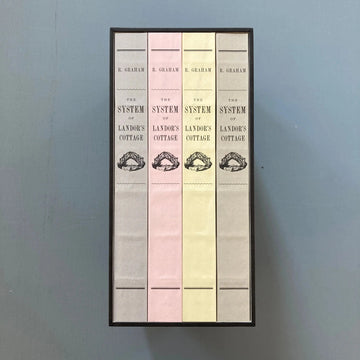 R. GRAHAM
THE
SYSTEM
OF
LANDOR'S
COTTAGE
R. GRAHAM
THE
SYSTEM
OF
LANDOR'S
COTTAGE
R. GRAHAM
THE
SYSTEM
OF
LANDOR'S
COTTAGE
R. GRAHAM
THE
SYSTEM
OF
LANDOR'S
COTTAGE